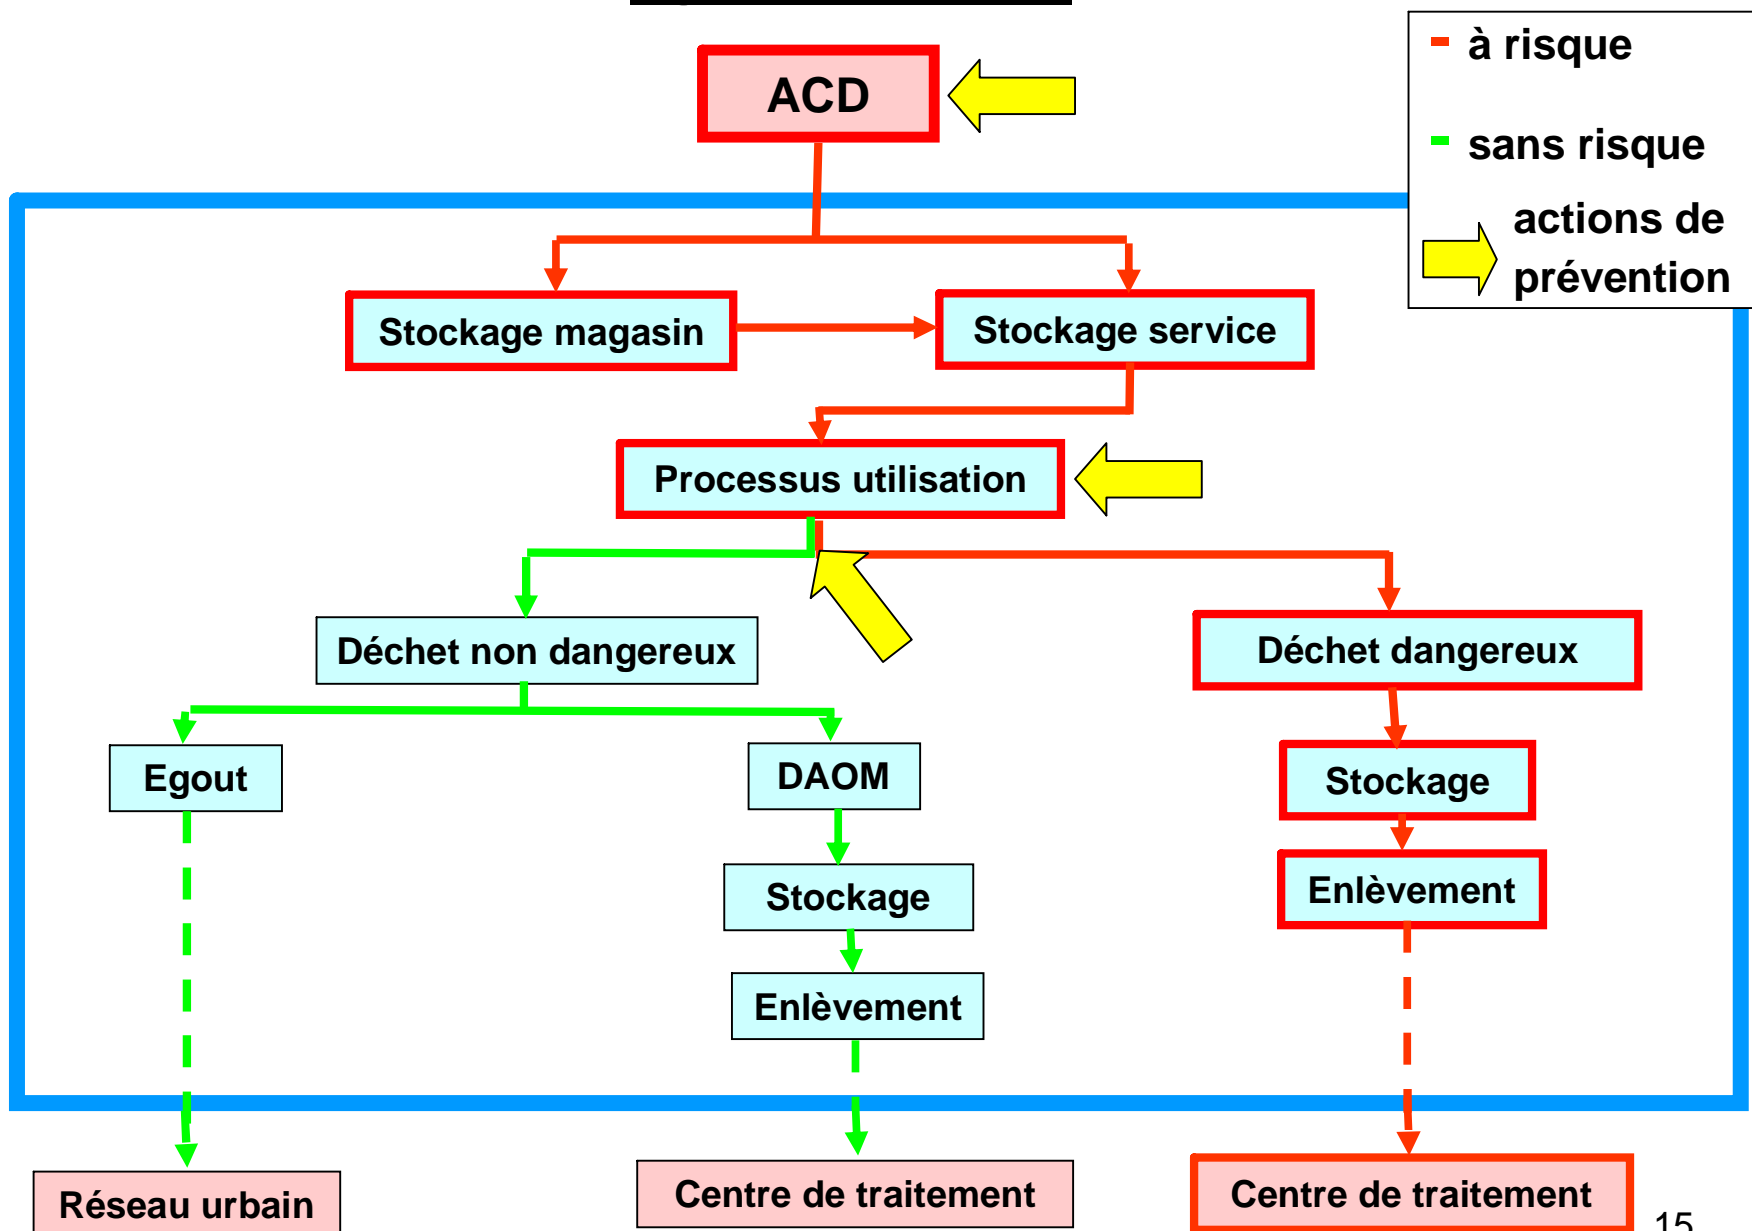 à risque
sans risque
actions de
prévention
ACD
Stockage magasin
Stockage service
Processus utilisation
Déchet non dangereux
Déchet dangereux
Egout
DAOM
Stockage
Stockage
Enlèvement
Enlèvement
Réseau urbain
Centre de traitement
Centre de traitement
15